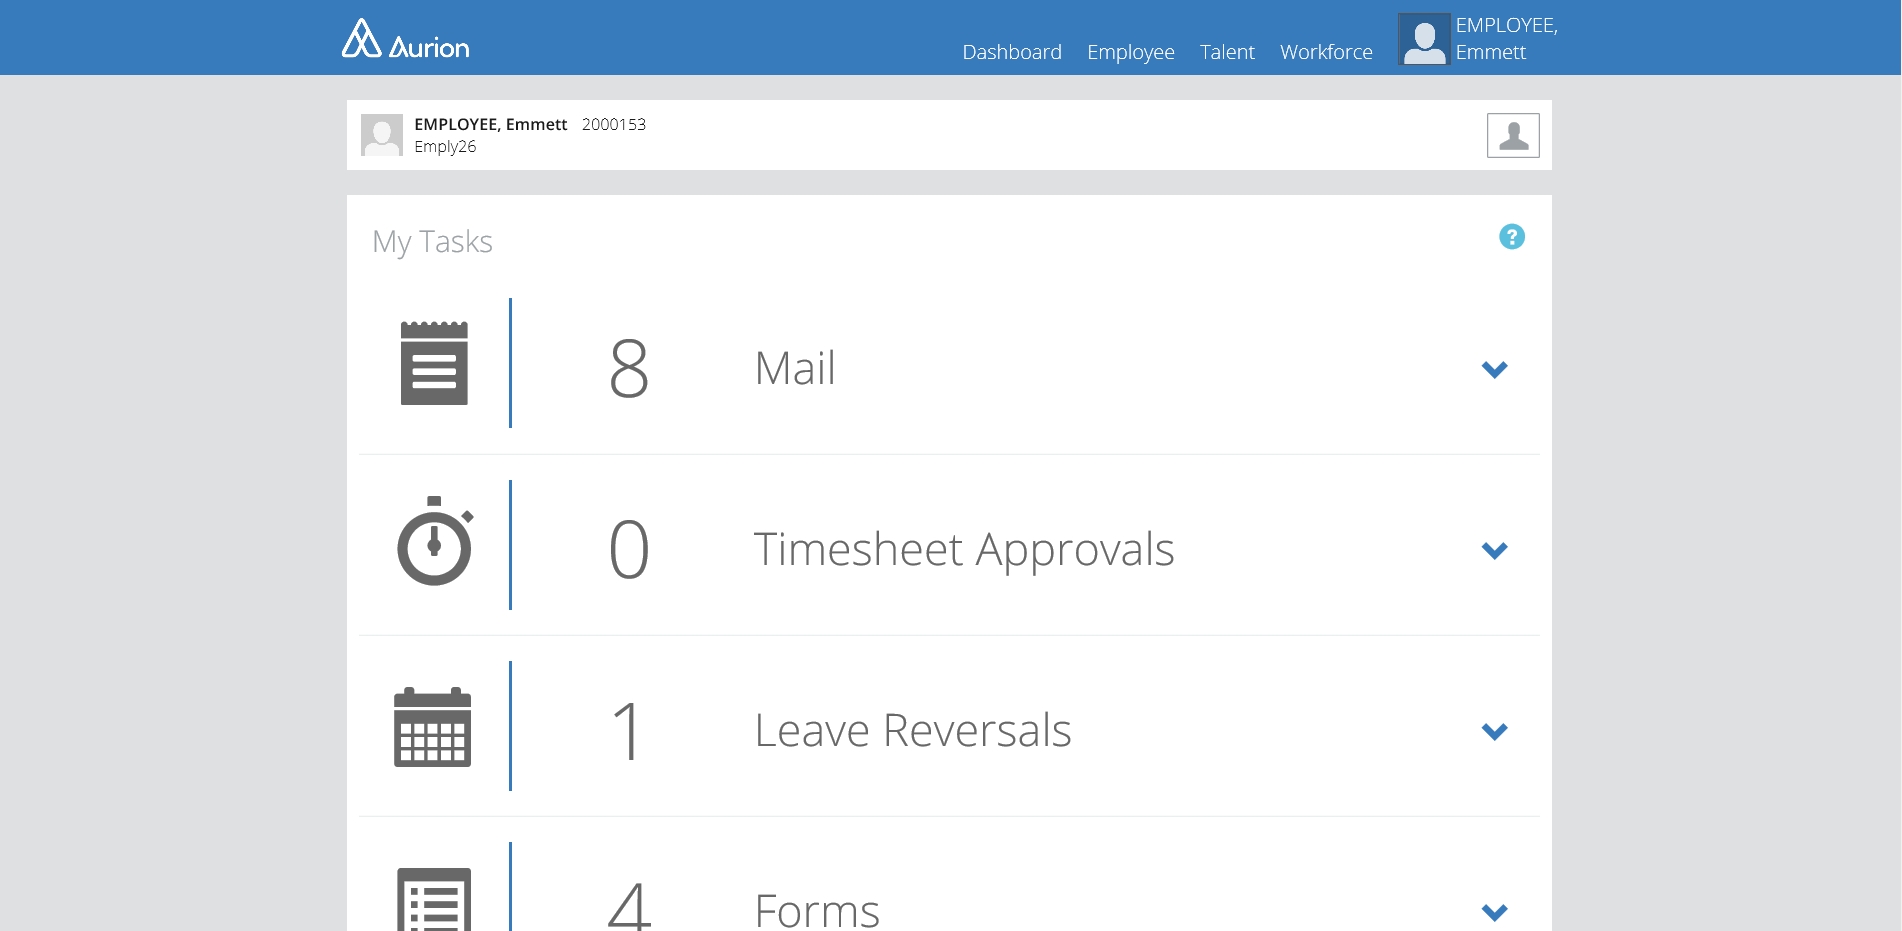 Aurion
Dashboard Employee Talent Workforce
EMPLOYEE,
Emmett
EMPLOYEE, Emmett 2000153
Emply26
My Tasks
?
8 Mail
0 Timesheet Approvals
1 Leave Reversals
4 Forms